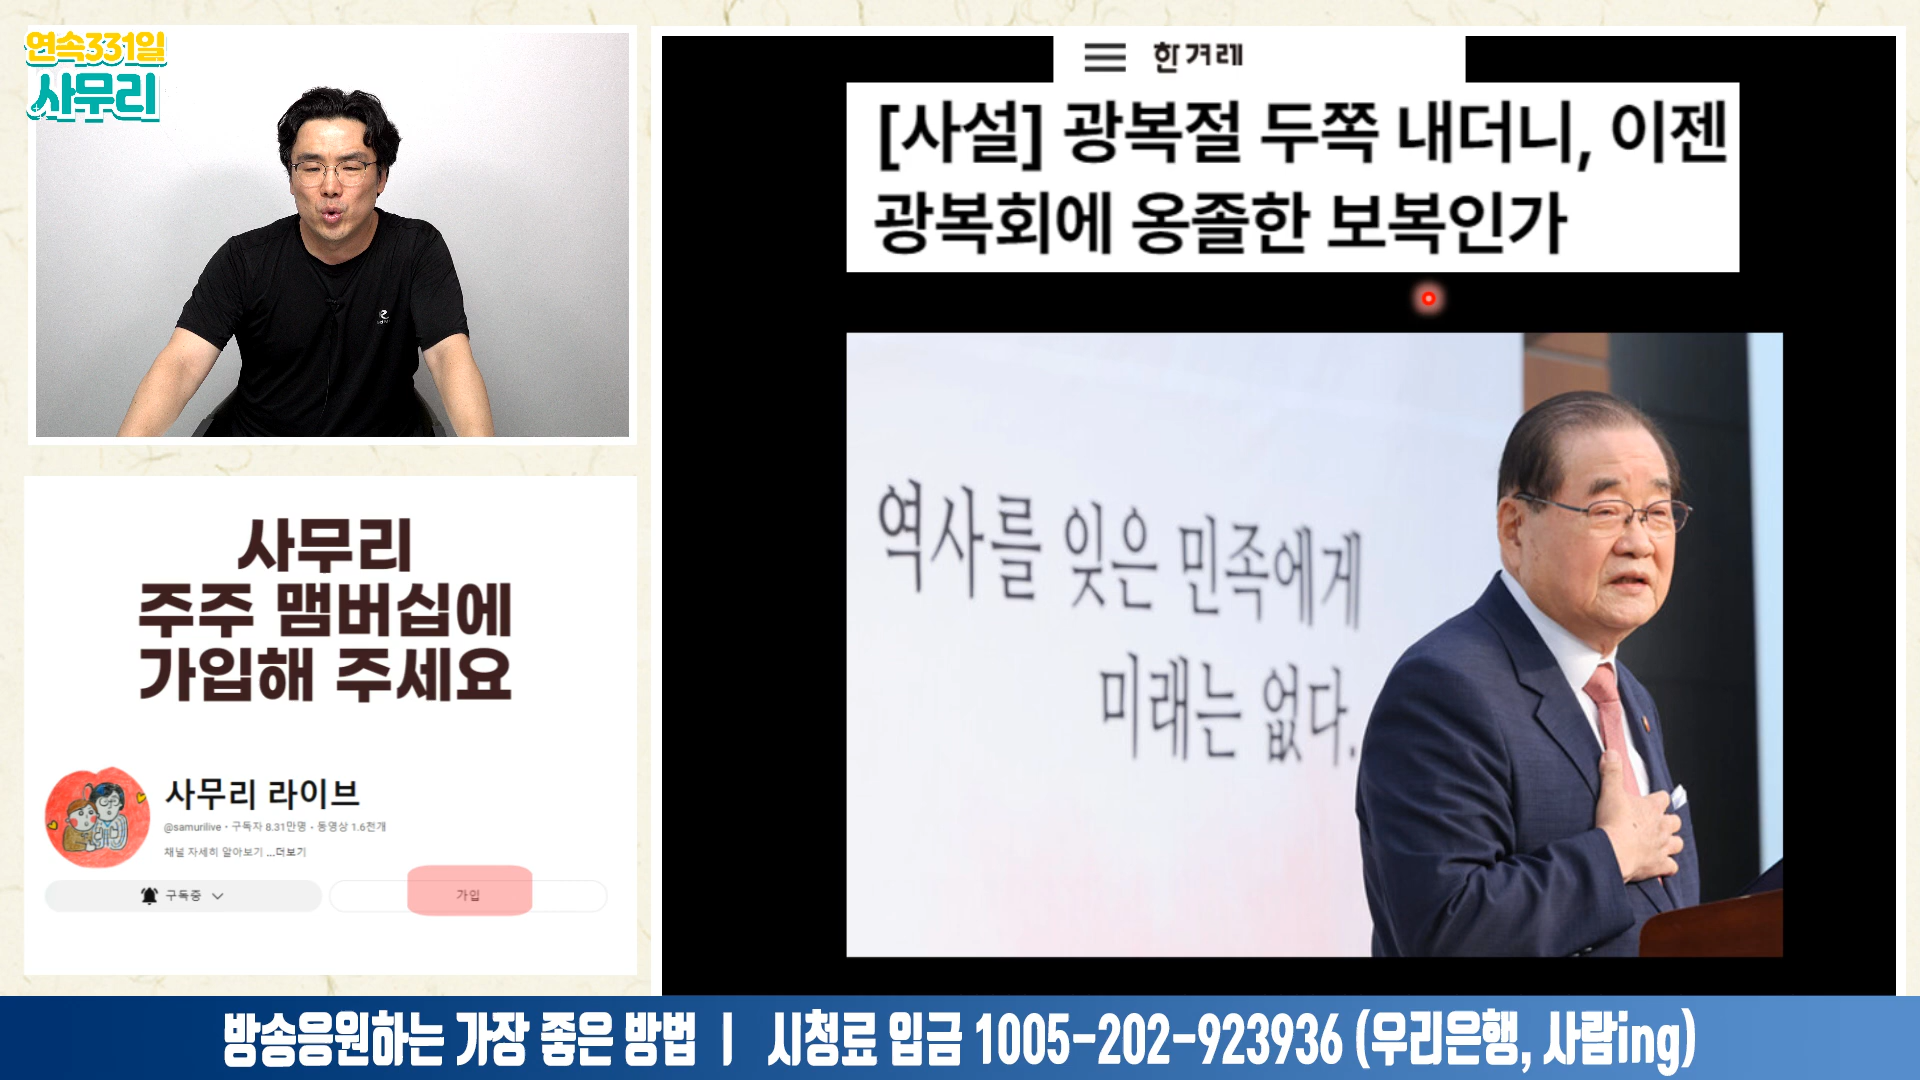 연속331일
사무리
한겨레
[사설] 광복절 두쪽 내더니, 이젠
광복회에 옹졸한 보복인가
역사를 잊은 민족에게
미래는 없다.
사무리
주주 맴버십에
가입해 주세요
사무리 라이브
@samurilive • 구독자 8.31만명 • 동영상 1.6천개
채널 자세히 알아보기 ...더보기
구독중
가입
방송응원하는 가장 좋은 방법 | 시청료 입금 1005-202-923936 (우리은행, 사람ing)